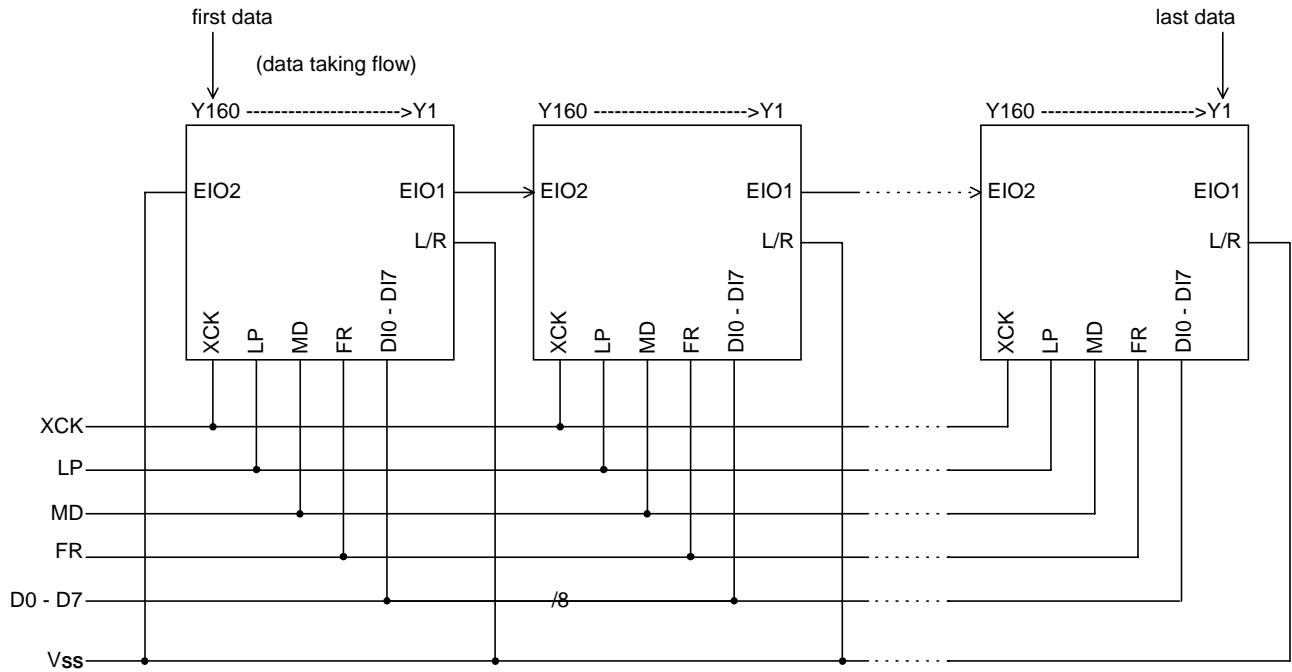 first data
last data
(data taking flow)
Y160 --------------------->Y1
Y160 --------------------->Y1
Y160 --------------------->Y1
EIO2
EIO1
EIO2
EIO1
EIO2
EIO1
L/R
L/R
L/R
XCK
LP
MD
FR
DI0 - DI7
XCK
LP
MD
FR
DI0 - DI7
XCK
LP
MD
FR
DI0 - DI7
XCK
LP
MD
FR
D0 - D7
/8
Vss